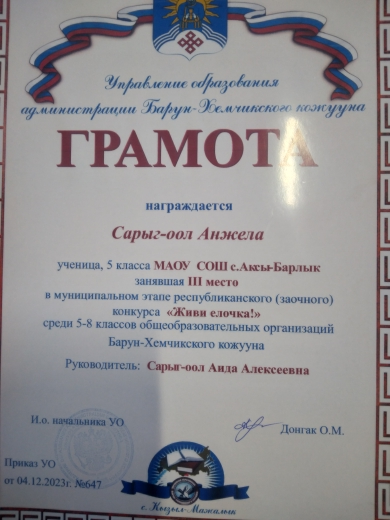 Управление образования
администрации Барун-Хемчикского кожууна
ГРАМОТА
награждается
Сарыг-оол Анжела
ученица, 5 класса МАОУ СОШ с.Аксы-Барлык
занявшая III место
в муниципальном этапе республиканского (заочного)
конкурса «Живи елочка!»
среди 5-8 классов общеобразовательных организаций
Барун-Хемчикского кожууна
Руководитель: Сарыг-оол Аида Алексеевна
И.о. начальника УО
Донгак О.М.
Приказ УО
от 04.12.2023г. №647
с. Кызыл-Мажалык